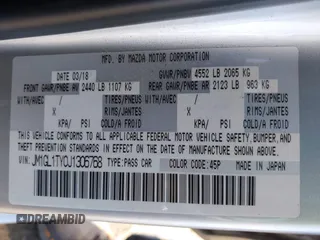 MFD. BY MAZDA MOTOR CORPORATION
DATE 03/18 GVWR/PNBV 4552 LB 2065 KG
FRONT GAWR/PNBE AV 2440 LB 1107 KG REAR GAWR/PNBE AR 2123 LB 963 KG
WITH/AVEC / TIRES/PNEUS WITH/AVEC / TIRES/PNEUS
X RIMS/JANTES X RIMS/JANTES
/ KPA/ PSI / KPA/ PSI
COLD/A FROID COLD/A FROID
THIS VEHICLE CONFORMS TO ALL APPLICABLE FEDERAL MOTOR VEHICLE SAFETY, BUMPER, AND
THEFT PREVENTION STANDARDS IN EFFECT ON THE DATE OF MANUFACTURE SHOWN ABOVE.
VIN: JM1GL1TY0J1306768 TYPE: PASS CAR COLOR CODE: 45P MADE IN JAPAN